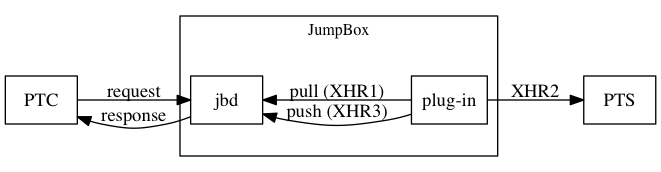 JumpBox
PTC
request
response
jbd
pull (XHR1)
push (XHR3)
plug-in
XHR2
PTS